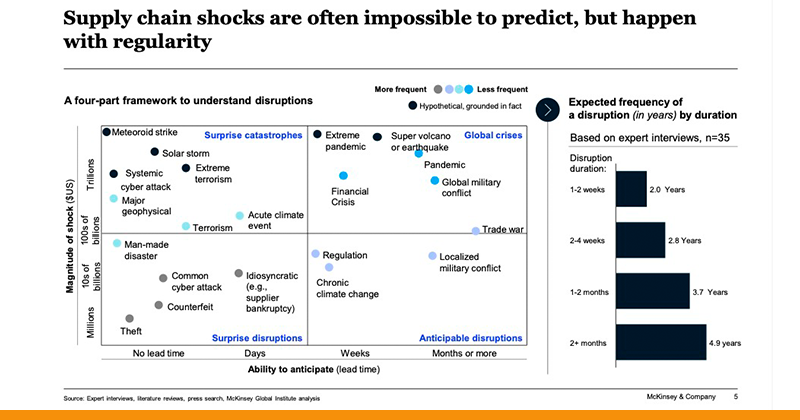 Supply chain shocks are often impossible to predict, but happen
with regularity
More frequent
Less frequent
Hypothetical, grounded in fact
A four-part framework to understand disruptions
Magnitude of shock ($US)
Trillions
100s of
billions
10s of
billions
Millions
Surprise catastrophes
Meteoroid strike
Solar storm
Systemic
cyber attack
Extreme
terrorism
Major
geophysical
Terrorism
Acute climate
event
Global crises
Extreme
pandemic
Super volcano
or earthquake
Pandemic
Financial
Crisis
Global military
conflict
Trade war
Man-made
disaster
Common
cyber attack
Idiosyncratic
(e.g.,
supplier
bankruptcy)
Counterfeit
Theft
Surprise disruptions
Regulation
Chronic
climate change
Localized
military conflict
Anticipable disruptions
No lead time
Days
Weeks
Months or more
Ability to anticipate (lead time)
Expected frequency of
a disruption (in years) by duration
Based on expert interviews, n=35
Disruption
duration:
1-2 weeks
2.0 Years
2-4 weeks
2.8 Years
1-2 months
3.7 Years
2+ months
4.9 years
Source: Expert interviews, literature reviews, press search, McKinsey Global Institute analysis
McKinsey & Company
5